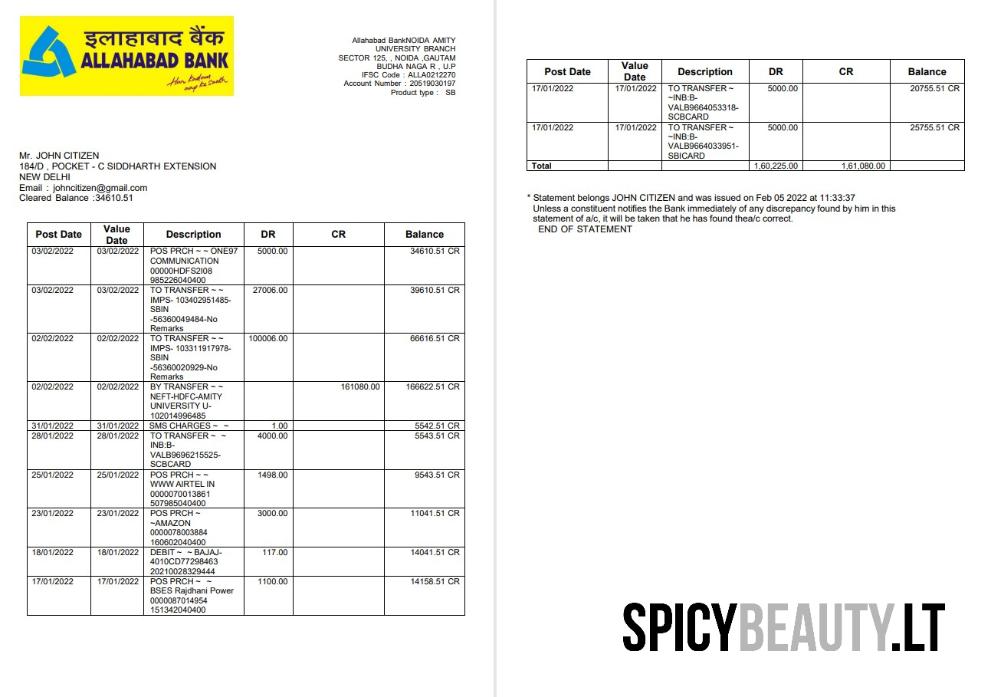 इलाहाबाद बैंक
ALLAHABAD BANK
Allahabad BankNOIDA AMITY
UNIVERSITY BRANCH
SECTOR 125, , NOIDA ,GAUTAM
BUDHA NAGA R , U.P
IFSC Code : ALLA0212270
Account Number : 20519030197
Product type : SB
Mr. JOHN CITIZEN
184/D , POCKET - C SIDDHARTH EXTENSION
NEW DELHI
Email : johncitizen@gmail.com
Cleared Balance :34610.51
Post Date Value Date Description DR CR Balance
03/02/2022 03/02/2022 POS PRCH ~ ~ ONE97 5000.00 34610.51 CR
COMMUNICATION
00000HDFS2I08
985226040400
03/02/2022 03/02/2022 TO TRANSFER ~ ~ 27006.00 39610.51 CR
IMPS- 103402951485-
SBIN
-56360049484-No
Remarks
02/02/2022 02/02/2022 TO TRANSFER ~ ~ 100006.00 66616.51 CR
IMPS- 103311917978-
SBIN
-56360020929-No
Remarks
02/02/2022 02/02/2022 BY TRANSFER ~ ~ 161080.00 166622.51 CR
NEFT-HDFC-AMITY
UNIVERSITY U-
102014996485
31/01/2022 31/01/2022 SMS CHARGES ~ ~ 1.00 5542.51 CR
28/01/2022 28/01/2022 TO TRANSFER ~ ~ 4000.00 5543.51 CR
INB:B-
VALB9696215525-
SCBCARD
25/01/2022 25/01/2022 POS PRCH ~ ~ 1498.00 9543.51 CR
WWW AIRTEL IN
0000070013861
507985040400
23/01/2022 23/01/2022 POS PRCH ~ 3000.00 11041.51 CR
~AMAZON
0000078003884
160602040400
18/01/2022 18/01/2022 DEBIT ~ ~ BAJAJ- 117.00 14041.51 CR
4010CD77298463
20210028329444
17/01/2022 17/01/2022 POS PRCH ~ ~ 1100.00 14158.51 CR
BSES Rajdhani Power
0000087014954
151342040400
Post Date Value Date Description DR CR Balance
17/01/2022 17/01/2022 TO TRANSFER ~ 5000.00 20755.51 CR
~INB:B-
VALB9664053318-
SCBCARD
17/01/2022 17/01/2022 TO TRANSFER ~ 5000.00 25755.51 CR
~INB:B-
VALB9664033951-
SBICARD
Total 1,60,225.00 1,61,080.00
* Statement belongs JOHN CITIZEN and was issued on Feb 05 2022 at 11:33:37
Unless a constituent notifies the Bank immediately of any discrepancy found by him in this
statement of a/c, it will be taken that he has found thea/c correct.
END OF STATEMENT
SPICYBEAUTY.LT